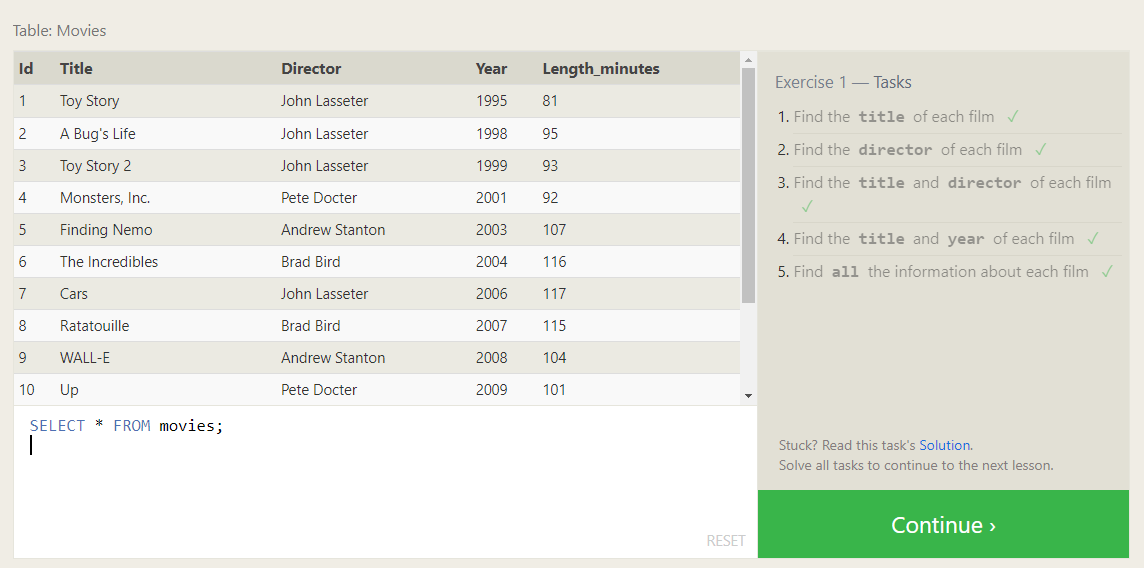 Table: Movies
Id Title Director Year Length_minutes
1 Toy Story John Lasseter 1995 81
2 A Bug's Life John Lasseter 1998 95
3 Toy Story 2 John Lasseter 1999 93
4 Monsters, Inc. Pete Docter 2001 92
5 Finding Nemo Andrew Stanton 2003 107
6 The Incredibles Brad Bird 2004 116
7 Cars John Lasseter 2006 117
8 Ratatouille Brad Bird 2007 115
9 WALL-E Andrew Stanton 2008 104
10 Up Pete Docter 2009 101
SELECT * FROM movies;
RESET
Exercise 1 — Tasks
1. Find the title of each film ✓
2. Find the director of each film ✓
3. Find the title and director of each film
✓
4. Find the title and year of each film ✓
5. Find all the information about each film ✓
Stuck? Read this task's Solution.
Solve all tasks to continue to the next lesson.
Continue ›